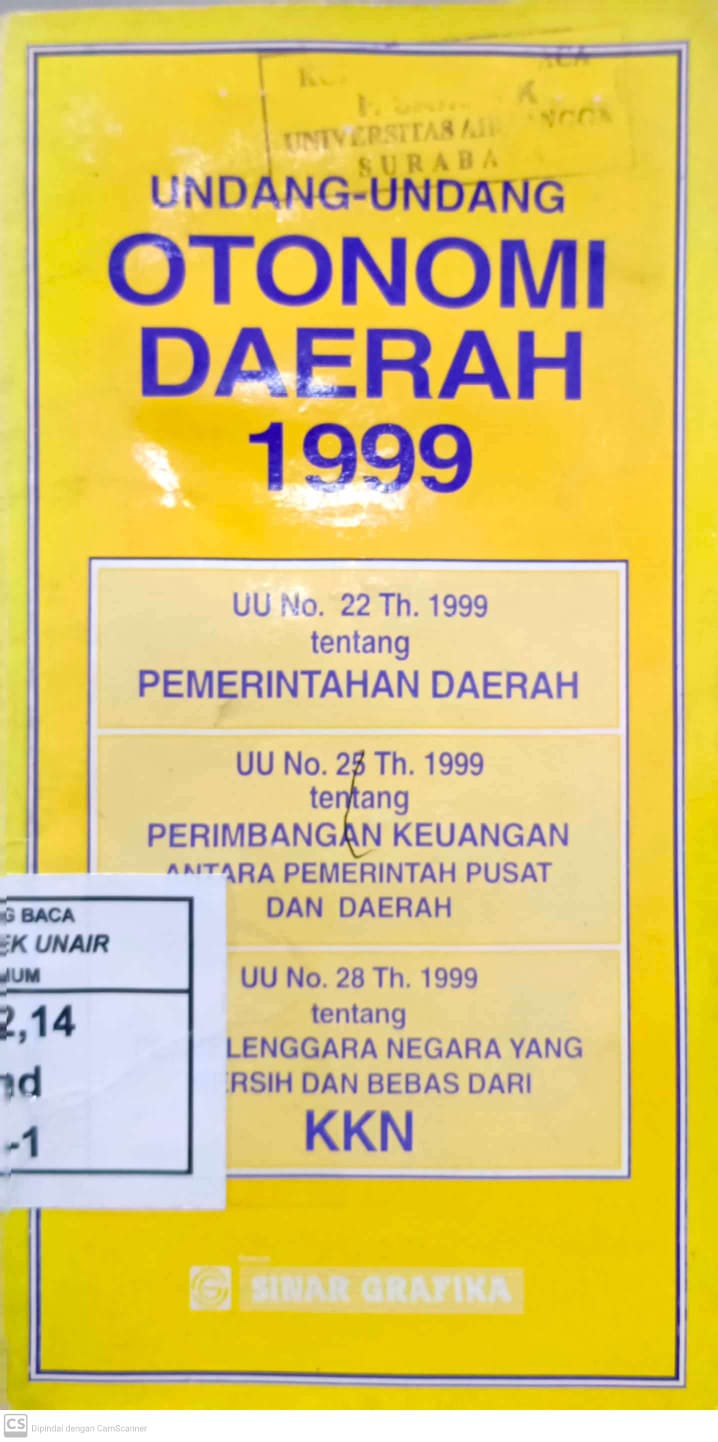 UNIVERSITAS AIR NGGA
SURABA
UNDANG-UNDANG
OTONOMI
DAERAH
1999
UU No. 22 Th. 1999
tentang
PEMERINTAHAN DAERAH
UU No. 25 Th. 1999
tentang
PERIMBANGAN KEUANGAN
ANTARA PEMERINTAH PUSAT
DAN DAERAH
UU No. 28 Th. 1999
tentang
LENGGARA NEGARA YANG
ERSIH DAN BEBAS DARI
KKN
G BACA
EK UNAIR
MUM
2,14
nd
-1
SINAR GRAFIKA
CS Dipindai dengan CamScanner